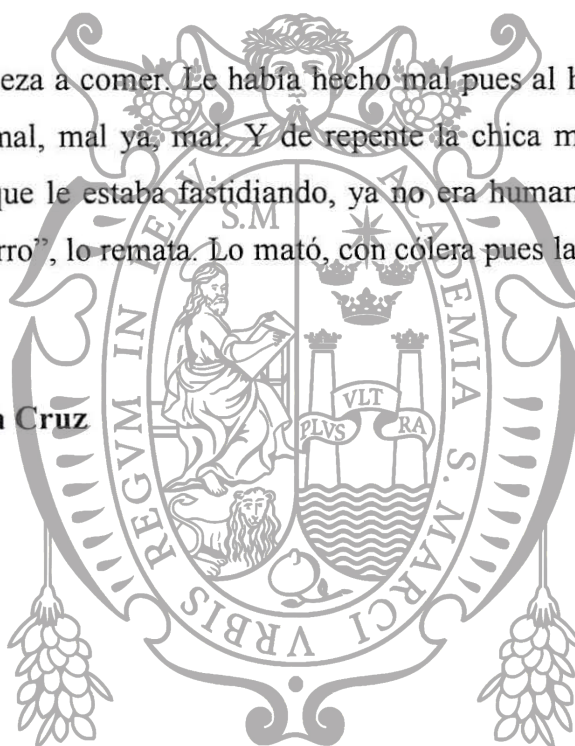 eza a comer. Le había hecho mal pues al h
mal, mal ya, mal. Y de repente la chica m
que le estaba fastidiando, ya no era human
rro”, lo remata. Lo mató, con cólera pues la
a Cruz
ACADEMIA S. MARCI VRBIS REGVM IN PERV.
S.M
PLVS VLT RA